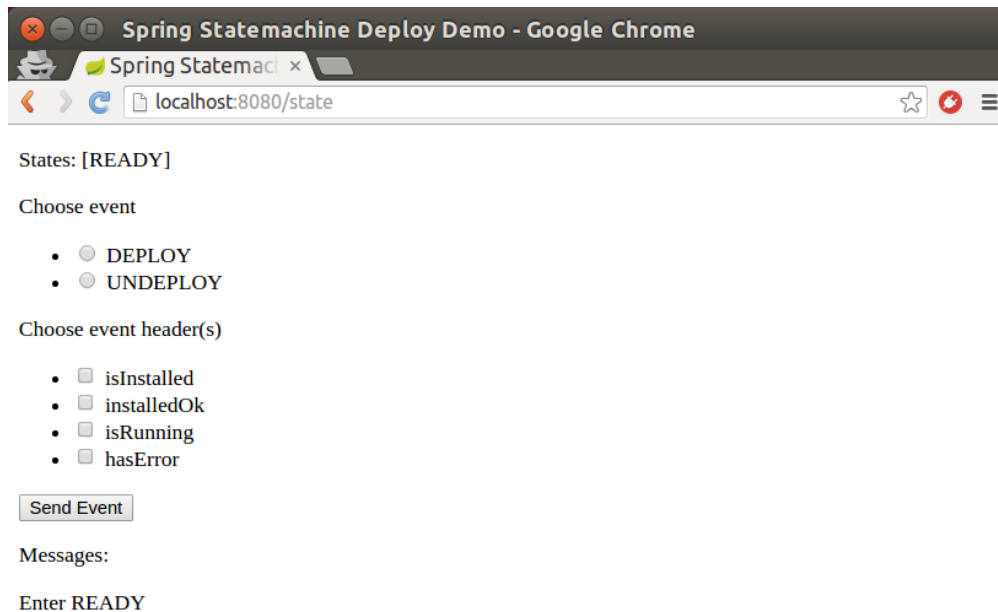 Spring Statemachine Deploy Demo - Google Chrome
Spring Statemac
localhost:8080/state
States: [READY]
Choose event
DEPLOY
UNDEPLOY
Choose event header(s)
isInstalled
installedOk
isRunning
hasError
Send Event
Messages:
Enter READY